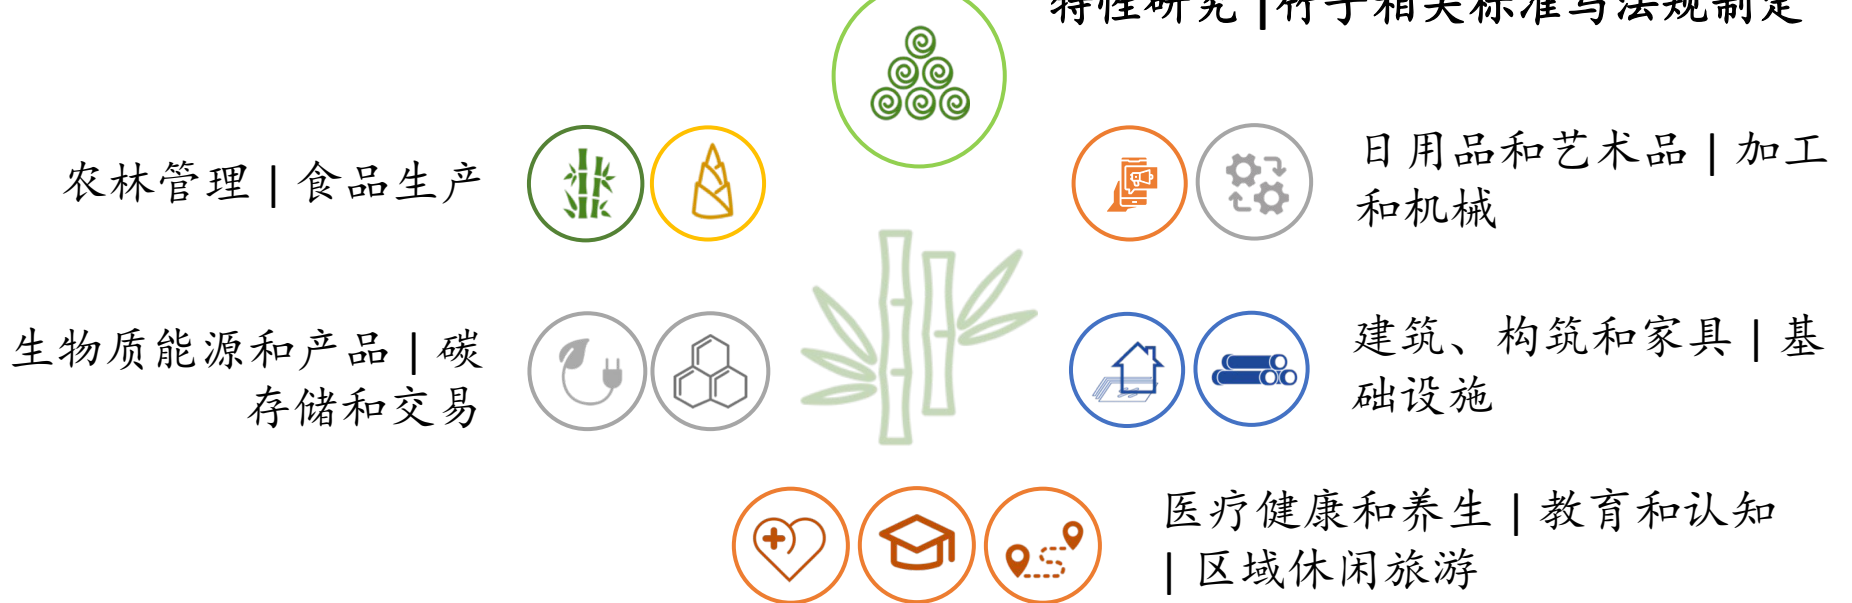 特性研究 |竹子相关标准与法规制定
农林管理 | 食品生产
日用品和艺术品 | 加工
和机械
生物质能源和产品 | 碳
存储和交易
建筑、构筑和家具 | 基
础设施
医疗健康和养生 | 教育和认知
| 区域休闲旅游